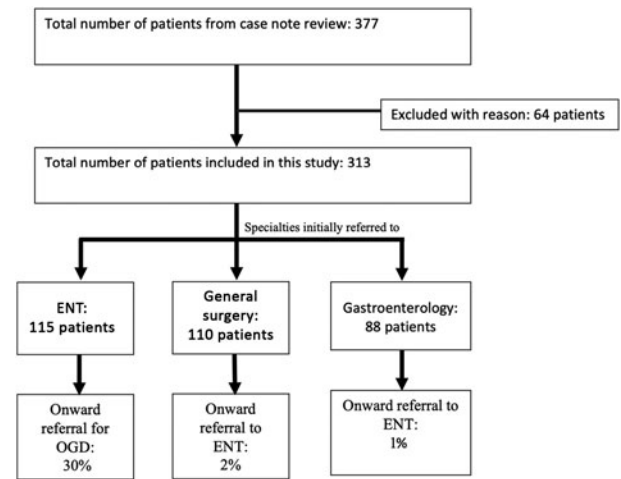 Total number of patients from case note review: 377
Excluded with reason: 64 patients
Total number of patients included in this study: 313
Specialties initially referred to
ENT:
115 patients
General
surgery:
110 patients
Gastroenterology:
88 patients
Onward
referral for
OGD:
30%
Onward
referral to
ENT:
2%
Onward referral to
ENT:
1%